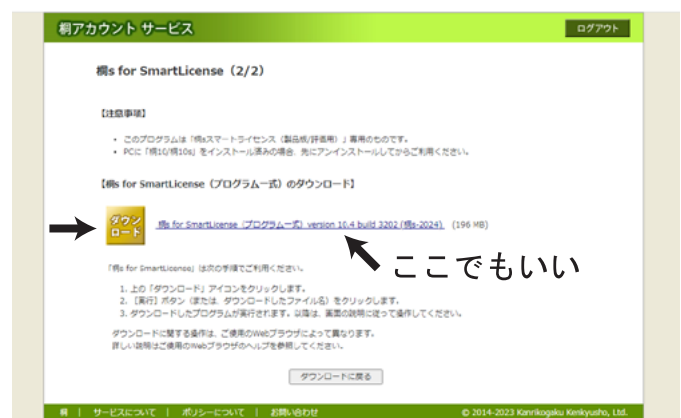 桐アカウント サービス
ログアウト
桐s for SmartLicense（2/2）
【注意事項】
・ このプログラムは「桐sスマートライセンス（製品版/評価用）」専用のものです。
・ PCに「桐10/桐10s」をインストール済みの場合、先にアンインストールしてからご利用ください。
【桐s for SmartLicense（プログラム一式）のダウンロード】
ダウン
ロード
桐s for SmartLicense（プログラム一式）version 10.4 build 3202 (桐s-2024)
(196 MB)
ここでもいい
「桐s for SmartLicense」は次の手順でご利用ください。
1. 上の「ダウンロード」アイコンをクリックします。
2. ［実行］ボタン（または、ダウンロードしたファイル名）をクリックします。
3. ダウンロードしたプログラムが実行されます。以降は、画面の説明に従って操作してください。
ダウンロードに関する操作は、ご使用のWebブラウザによって異なります。
詳しい説明はご使用のWebブラウザのヘルプを参照してください。
ダウンロードに戻る
桐 | サービスについて | ポリシーについて | お問い合わせ
© 2014-2023 Kanrikogaku Kenkyusho, Ltd.